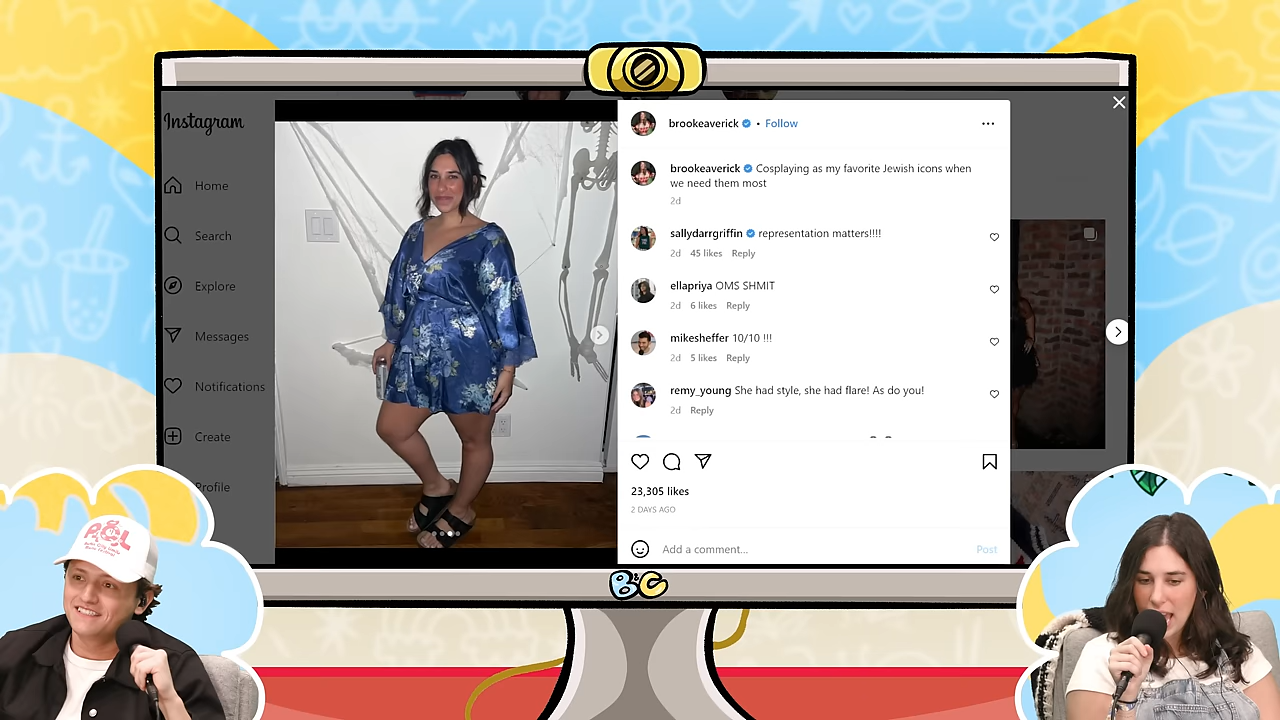 Instagram
Home
Search
Explore
Messages
Notifications
Create
Profile
brookeaverick • Follow
brookeaverick Cosplaying as my favorite Jewish icons when
we need them most
2d
sallydarrgriffin representation matters!!!!
2d 45 likes Reply
ellapriya OMS SHMIT
2d 6 likes Reply
mikesheffer 10/10 !!!
2d 5 likes Reply
remy_young She had style, she had flare! As do you!
2d Reply
23,305 likes
2 DAYS AGO
Add a comment...
Post
B&C